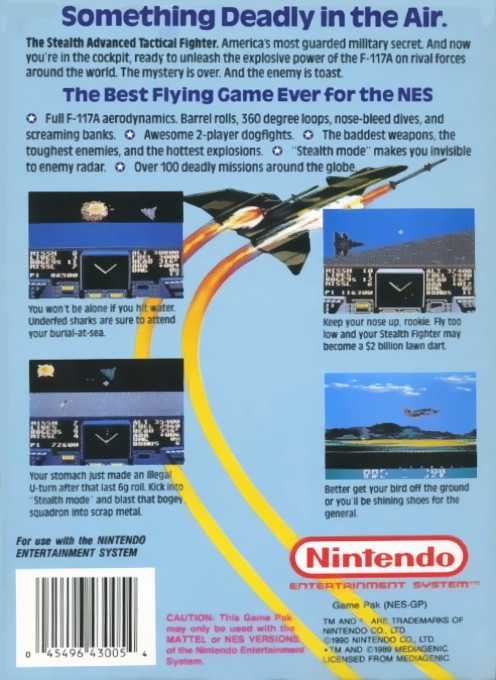 Something Deadly in the Air.
The Stealth Advanced Tactical Fighter. America's most guarded military secret. And now
you're in the cockpit, ready to unleash the explosive power of the F-117A on rival forces
around the world. The mystery is over. And the enemy is toast.
The Best Flying Game Ever for the NES
✪ Full F-117A aerodynamics. Barrel rolls, 360 degree loops, nose-bleed dives, and
screaming banks. ✪ Awesome 2-player dogfights. ✪ The baddest weapons, the
toughest enemies, and the hottest explosions. ✪ "Stealth mode" makes you invisible
to enemy radar. ✪ Over 100 deadly missions around the globe.
You won't be alone if you hit water.
Underfed sharks are sure to attend
your burial-at-sea.
Keep your nose up, rookie. Fly too
low and your Stealth Fighter may
become a $2 billion lawn dart.
Your stomach just made an illegal
U-turn after that last 6g roll. Kick into
"Stealth mode" and blast that bogey
squadron into scrap metal.
Better get your bird off the ground
or you'll be shining shoes for the
general.
For use with the NINTENDO
ENTERTAINMENT SYSTEM
Nintendo
ENTERTAINMENT SYSTEM™
Game Pak (NES-GP)
0 45496 43005 4
CAUTION: This Game Pak
may only be used with the
MATTEL or NES VERSIONS
of the Nintendo Entertainment
System.
TM AND ® ARE TRADEMARKS OF
NINTENDO CO., LTD.
©1990 NINTENDO CO., LTD.
•TM AND ©1989 MEDIAGENIC
LICENSED FROM MEDIAGENIC